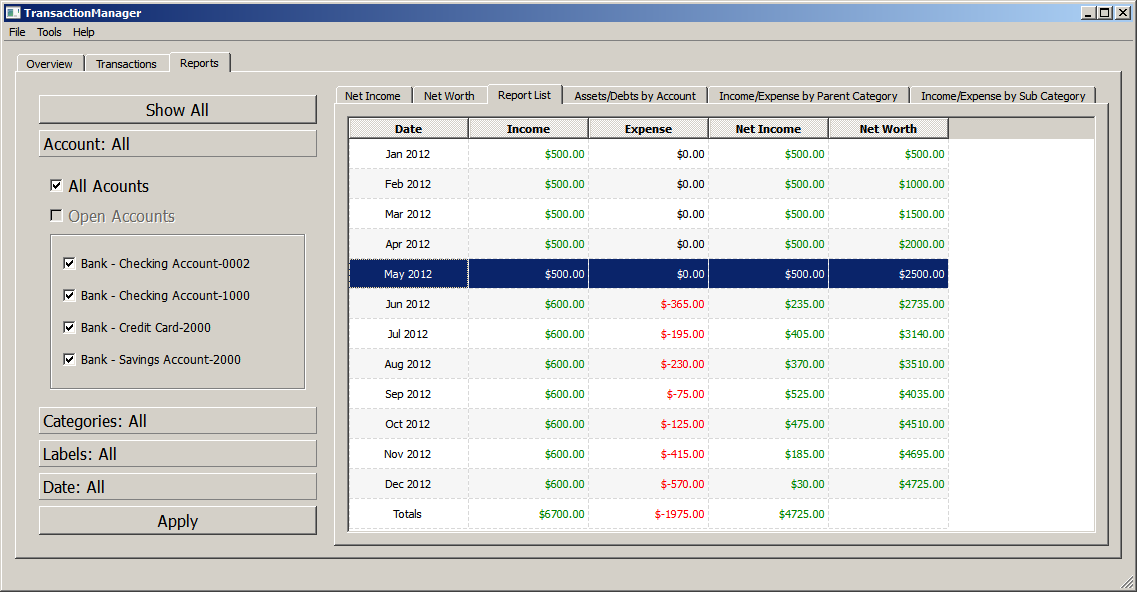 TransactionManager
File Tools Help
Overview Transactions Reports
Show All
Account: All
All Acounts
Open Accounts
Bank - Checking Account-0002
Bank - Checking Account-1000
Bank - Credit Card-2000
Bank - Savings Account-2000
Categories: All
Labels: All
Date: All
Apply
Net Income Net Worth Report List Assets/Debts by Account Income/Expense by Parent Category Income/Expense by Sub Category
Date Income Expense Net Income Net Worth
Jan 2012 $500.00 $0.00 $500.00 $500.00
Feb 2012 $500.00 $0.00 $500.00 $1000.00
Mar 2012 $500.00 $0.00 $500.00 $1500.00
Apr 2012 $500.00 $0.00 $500.00 $2000.00
May 2012 $500.00 $0.00 $500.00 $2500.00
Jun 2012 $600.00 $-365.00 $235.00 $2735.00
Jul 2012 $600.00 $-195.00 $405.00 $3140.00
Aug 2012 $600.00 $-230.00 $370.00 $3510.00
Sep 2012 $600.00 $-75.00 $525.00 $4035.00
Oct 2012 $600.00 $-125.00 $475.00 $4510.00
Nov 2012 $600.00 $-415.00 $185.00 $4695.00
Dec 2012 $600.00 $-570.00 $30.00 $4725.00
Totals $6700.00 $-1975.00 $4725.00